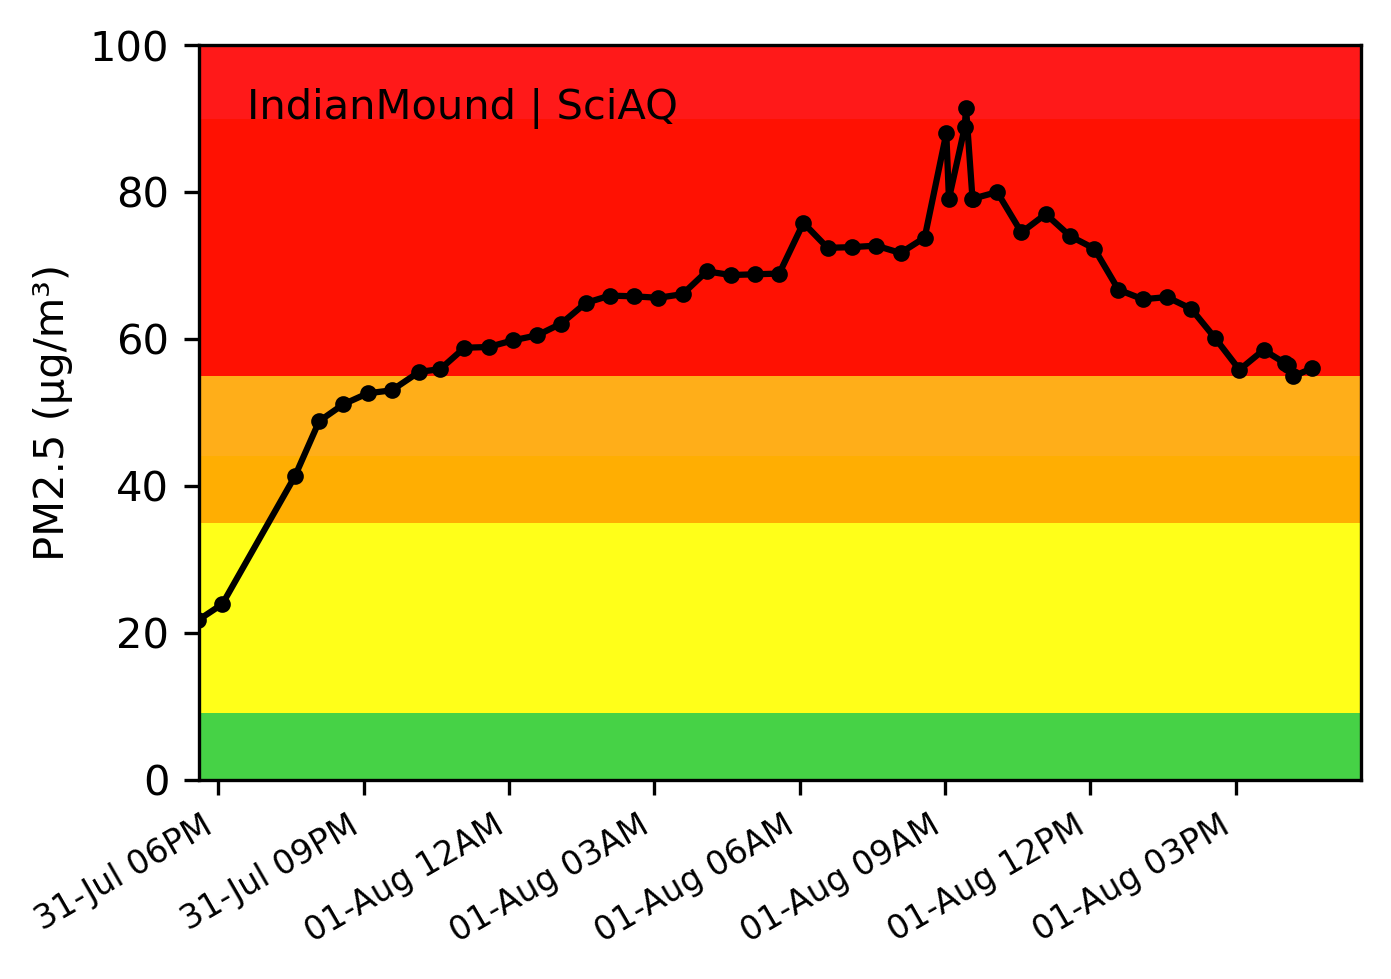 IndianMound | SciAQ
PM2.5 (µg/m³)
100
80
60
40
20
0
31-Jul 06PM
31-Jul 09PM
01-Aug 12AM
01-Aug 03AM
01-Aug 06AM
01-Aug 09AM
01-Aug 12PM
01-Aug 03PM